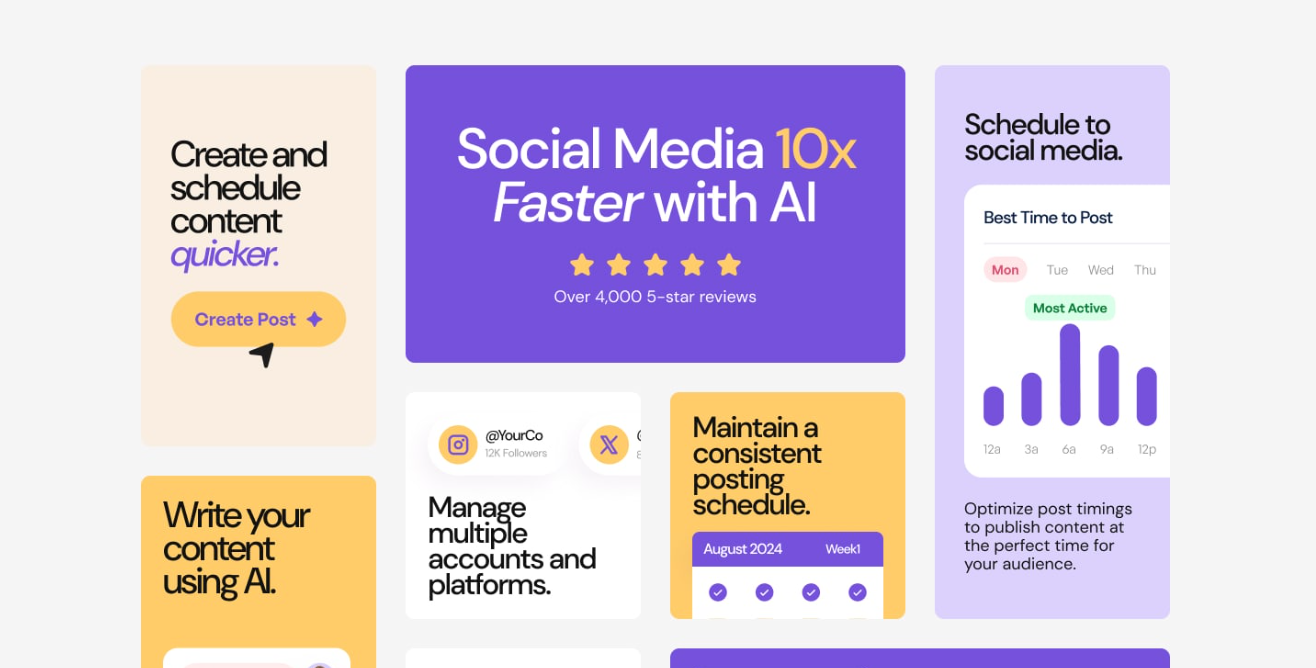 Create and
schedule
content
quicker.
Create Post
Social Media 10x
Faster with AI
Over 4,000 5-star reviews
Schedule to
social media.
Best Time to Post
Mon Tue Wed Thu
Most Active
12a 3a 6a 9a 12p
Optimize post timings
to publish content at
the perfect time for
your audience.
@YourCo
12K Followers
Manage
multiple
accounts and
platforms.
Maintain a
consistent
posting
schedule.
August 2024 Week1
Write your
content
using AI.